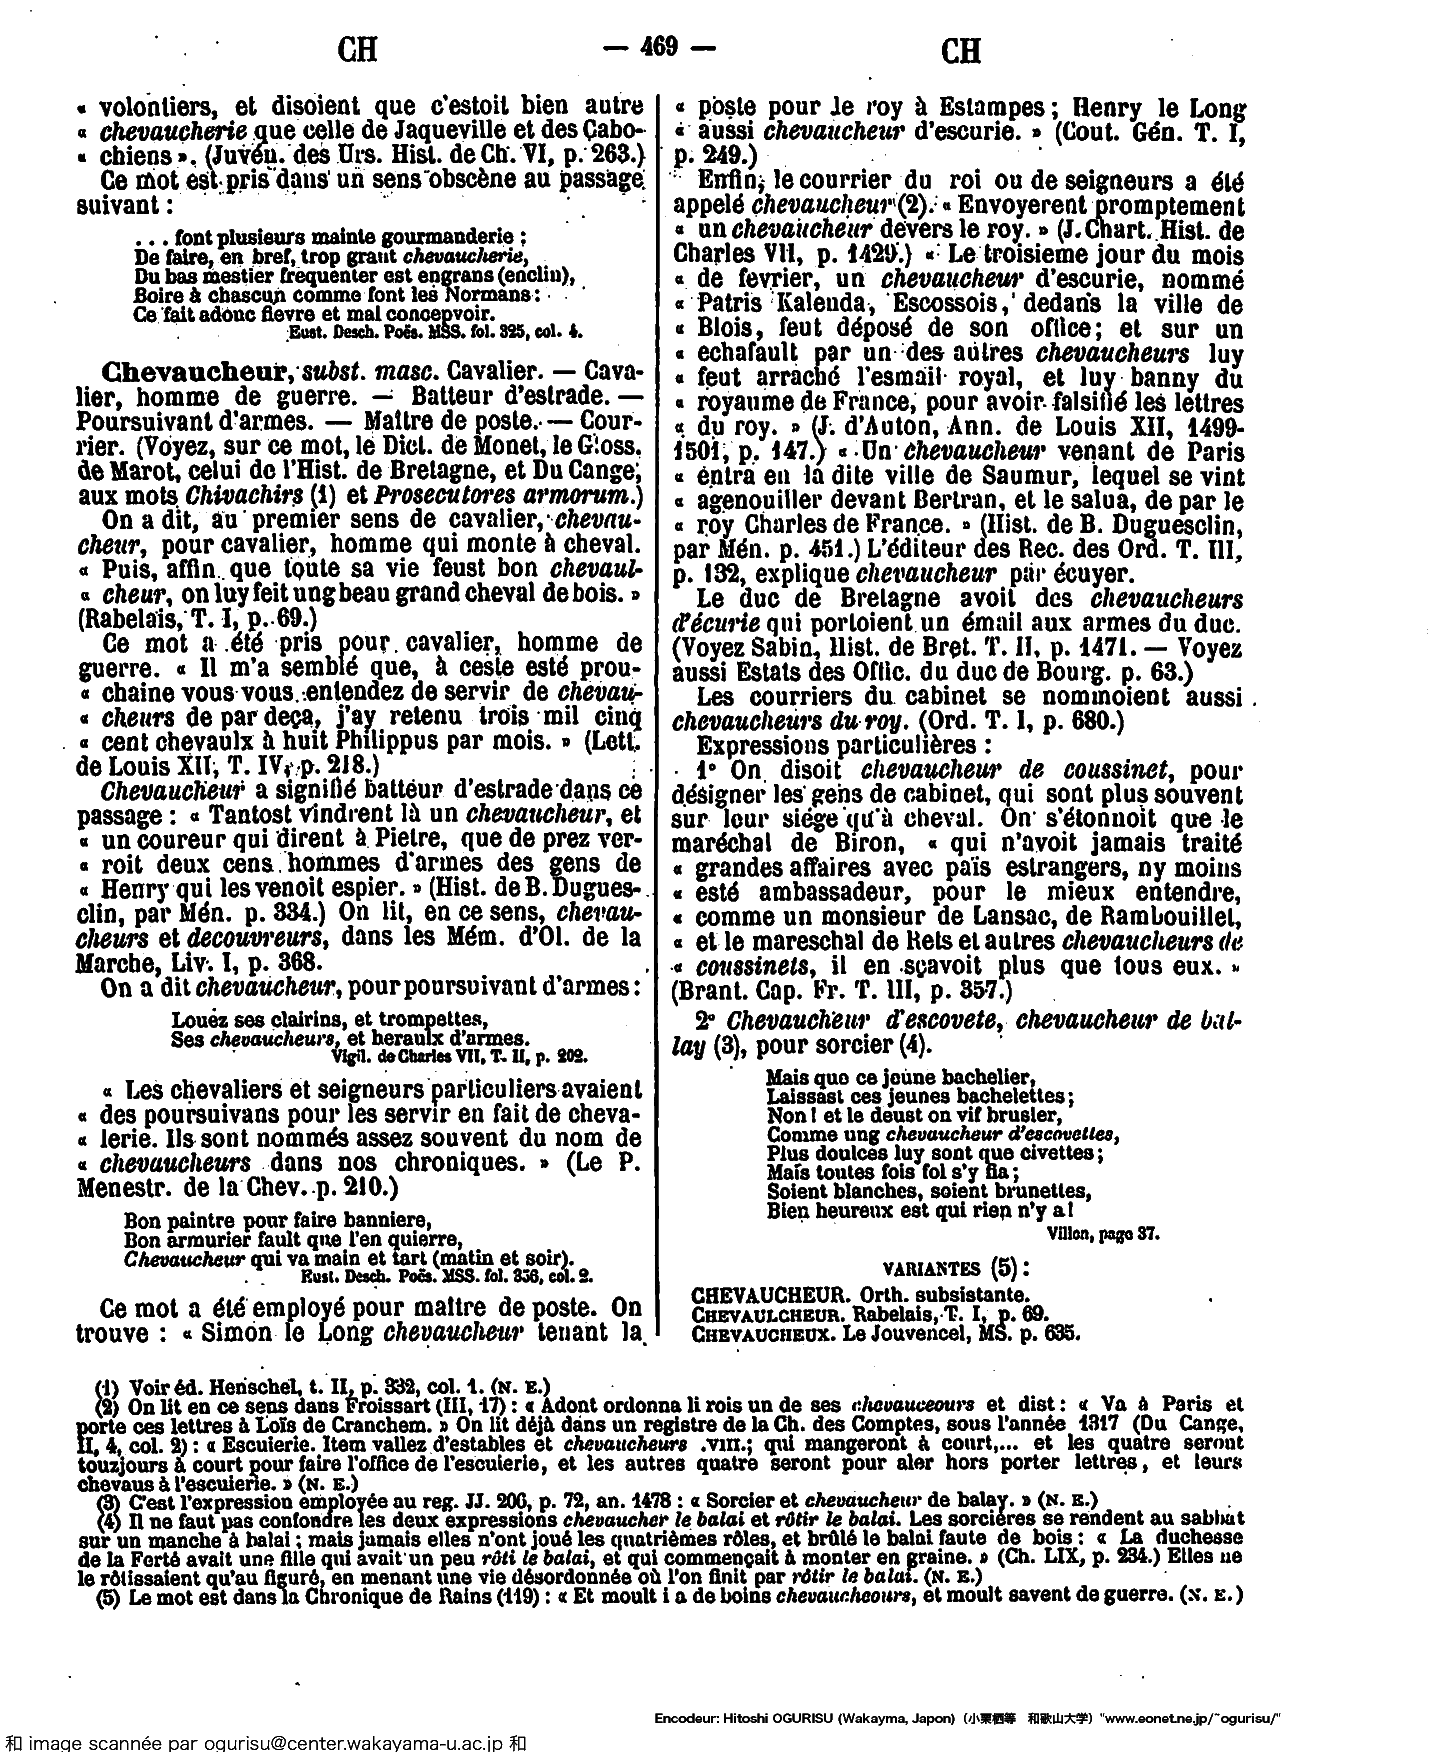 CH — 469 — CH
« volontiers, et disoient que c'estoit bien autre
« chevaucherie que celle de Jaqueville et des Cabo-
« chiens ». (Juvén. des Urs. Hist. de Ch. VI, p. 263.)
Ce mot est pris dans un sens obscène au passage
suivant :
... font plusieurs mainte gourmanderie ;
De faire, en bref, trop grant chevaucherie,
Du bas mestier frequenter est engrans (enclin),
Boire à chascun comme font les Normans :
Ce fait adonc fievre et mal concepvoir.
Eust. Desch. Poës. MSS. fol. 325, col. 4.
Chevaucheur, subst. masc. Cavalier. — Cava-
lier, homme de guerre. — Batteur d'estrade. —
Poursuivant d'armes. — Maître de poste. — Cour-
rier. (Voyez, sur ce mot, le Dict. de Monet, le Gloss.
de Marot, celui de l'Hist. de Bretagne, et Du Cange,
aux mots Chivachirs (1) et Prosecutores armorum.)
On a dit, au premier sens de cavalier, chevau-
cheur, pour cavalier, homme qui monte à cheval.
« Puis, affin que toute sa vie feust bon chevaul-
« cheur, on luy feit ung beau grand cheval de bois. »
(Rabelais, T. I, p. 69.)
Ce mot a été pris pour cavalier, homme de
guerre. « Il m'a semblé que, à ceste esté prou-
« chaine vous vous entendez de servir de chevau-
« cheurs de par deça, j'ay retenu trois mil cinq
« cent chevaulx à huit Philippus par mois. » (Lett.
de Louis XII, T. IV, p. 218.)
Chevaucheur a signifié batteur d'estrade dans ce
passage : « Tantost vindrent là un chevaucheur, et
« un coureur qui dirent à Pietre, que de prez ver-
« roit deux cens hommes d'armes des gens de
« Henry qui les venoit espier. » (Hist. de B. Dugues-
clin, par Mén. p. 334.) On lit, en ce sens, chevau-
cheurs et decouvreurs, dans les Mém. d'Ol. de la
Marche, Liv. I, p. 368.
On a dit chevaucheur, pour poursuivant d'armes :
Louëz ses clairins, et trompettes,
Ses chevaucheurs, et heraulx d'armes.
Vigil. de Charles VII, T. II, p. 202.
« Les chevaliers et seigneurs particuliers avaient
« des poursuivans pour les servir en fait de cheva-
« lerie. Ils sont nommés assez souvent du nom de
« chevaucheurs dans nos chroniques. » (Le P.
Menestr. de la Chev. p. 210.)
Bon paintre pour faire banniere,
Bon armurier fault que l'en quierre,
Chevaucheur qui va main et tart (matin et soir).
Eust. Desch. Poës. MSS. fol. 356, col. 2.
Ce mot a été employé pour maître de poste. On
trouve : « Simon le Long chevaucheur tenant la
« poste pour le roy à Estampes ; Henry le Long
« aussi chevaucheur d'escurie. » (Cout. Gén. T. I,
p. 249.)
Enfin, le courrier du roi ou de seigneurs a été
appelé chevaucheur (2). « Envoyerent promptement
« un chevaucheur devers le roy. » (J. Chart. Hist. de
Charles VII, p. 1429.) « Le troisieme jour du mois
« de fevrier, un chevaucheur d'escurie, nommé
« Patris Kalenda, Escossois, dedans la ville de
« Blois, feut déposé de son office ; et sur un
« echafault par un des autres chevaucheurs luy
« feut arraché l'esmail royal, et luy banny du
« royaume de France, pour avoir falsifié les lettres
« du roy. » (J. d'Auton, Ann. de Louis XII, 1499-
1501, p. 147.) « Un chevaucheur venant de Paris
« entra en la dite ville de Saumur, lequel se vint
« agenouiller devant Bertran, et le salua, de par le
« roy Charles de France. » (Hist. de B. Duguesclin,
par Mén. p. 451.) L'éditeur des Rec. des Ord. T. III,
p. 132, explique chevaucheur par écuyer.
Le duc de Bretagne avoit des chevaucheurs
d'écurie qui portoient un émail aux armes du duc.
(Voyez Sabin, Hist. de Bret. T. II, p. 1471. — Voyez
aussi Estats des Offic. du duc de Bourg. p. 63.)
Les courriers du cabinet se nommoient aussi
chevaucheurs du roy. (Ord. T. I, p. 680.)
Expressions particulières :
1° On disoit chevaucheur de coussinet, pour
désigner les gens de cabinet, qui sont plus souvent
sur leur siége qu'à cheval. On s'étonnoit que le
maréchal de Biron, « qui n'avoit jamais traité
« grandes affaires avec païs estrangers, ny moins
« esté ambassadeur, pour le mieux entendre,
« comme un monsieur de Lansac, de Rambouillet,
« et le mareschal de Rets et autres chevaucheurs de
« coussinets, il en sçavoit plus que tous eux. »
(Brant. Cap. Fr. T. III, p. 357.)
2° Chevaucheur d'escovete, chevaucheur de bal-
lay (3), pour sorcier (4).
Mais que ce jeune bachelier,
Laissast ces jeunes bachelettes ;
Non ! et le deust on vif brusler,
Comme ung chevaucheur d'escovettes,
Plus doulces luy sont que civettes ;
Mais toutes fois fol s'y fia ;
Soient blanches, soient brunettes,
Bien heureux est qui rien n'y a !
Villon, page 37.
VARIANTES (5) :
CHEVAUCHEUR. Orth. subsistante.
CHEVAULCHEUR. Rabelais, T. I, p. 69.
CHEVAUCHEUX. Le Jouvencel, MS. p. 635.
(1) Voir éd. Henschel, t. II, p. 332, col. 1. (N. E.)
(2) On lit en ce sens dans Froissart (III, 17) : « Adont ordonna li rois un de ses chevauceours et dist : « Va à Paris et
porte ces lettres à Loïs de Cranchem. » On lit déjà dans un registre de la Ch. des Comptes, sous l'année 1317 (Du Cange,
II, 4, col. 2) : « Escuierie. Item vallez d'estables et chevaucheurs .VIII.; qui mangeront à court,... et les quatre seront
touzjours à court pour faire l'office de l'escuierie, et les autres quatre seront pour aler hors porter lettres, et leurs
chevaus à l'escuierie. » (N. E.)
(3) C'est l'expression employée au reg. JJ. 206, p. 72, an. 1478 : « Sorcier et chevaucheur de balay. » (N. E.)
(4) Il ne faut pas confondre les deux expressions chevaucher le balai et rôtir le balai. Les sorcières se rendent au sabbat
sur un manche à balai ; mais jamais elles n'ont joué les quatrièmes rôles, et brûlé le balai faute de bois : « La duchesse
de la Ferté avait une fille qui avait un peu rôti le balai, et qui commençait à monter en graine. » (Ch. LIX, p. 234.) Elles ne
le rôtissaient qu'au figuré, en menant une vie désordonnée où l'on finit par rôtir le balai. (N. E.)
(5) Le mot est dans la Chronique de Rains (119) : « Et moult i a de boins chevaucheours, et moult savent de guerre. (N. E.)
Encodeur: Hitoshi OGURISU (Wakayma, Japon) (小栗栖等 和歌山大学) "www.eonet.ne.jp/~ogurisu/"
和 image scannée par ogurisu@center.wakayama-u.ac.jp 和